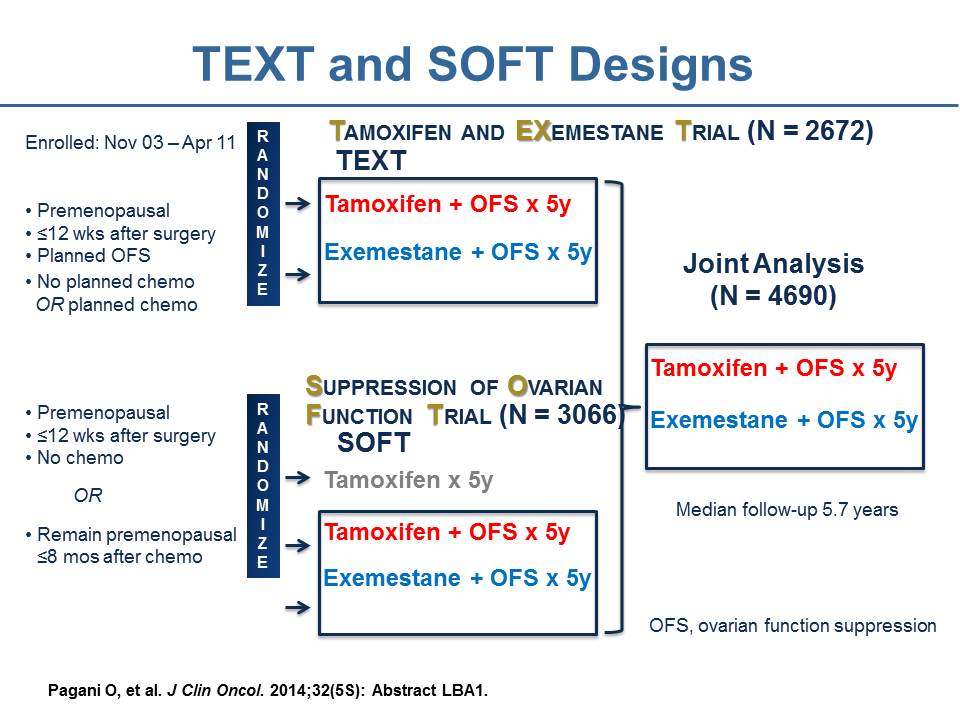 TEXT and SOFT Designs
Enrolled: Nov 03 – Apr 11
RANDOMIZE
TAMOXIFEN AND EXEMESTANE TRIAL (N = 2672)
TEXT
• Premenopausal
• ≤12 wks after surgery
• Planned OFS
• No planned chemo
OR planned chemo
Tamoxifen + OFS x 5y
Exemestane + OFS x 5y
Joint Analysis
(N = 4690)
Tamoxifen + OFS x 5y
Exemestane + OFS x 5y
Median follow-up 5.7 years
• Premenopausal
• ≤12 wks after surgery
• No chemo
OR
• Remain premenopausal
≤8 mos after chemo
RANDOMIZE
SUPPRESSION OF OVARIAN
FUNCTION TRIAL (N = 3066)
SOFT
Tamoxifen x 5y
Tamoxifen + OFS x 5y
Exemestane + OFS x 5y
OFS, ovarian function suppression
Pagani O, et al. J Clin Oncol. 2014;32(5S): Abstract LBA1.